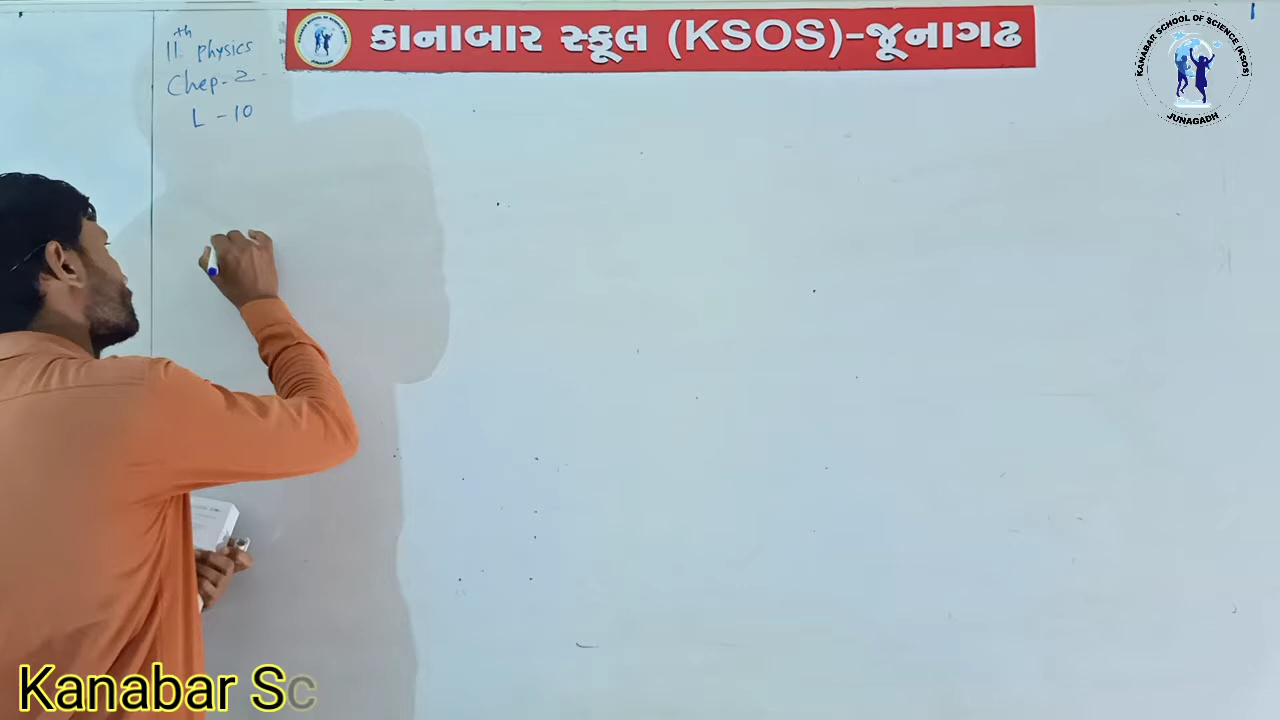 11th physics
Chep-2
L-10
કાનાબાર સ્કૂલ (KSOS)-જૂનાગઢ
KANABAR SCHOOL OF SCIENCE (KSOS)
JUNAGADH
Kanabar Sc